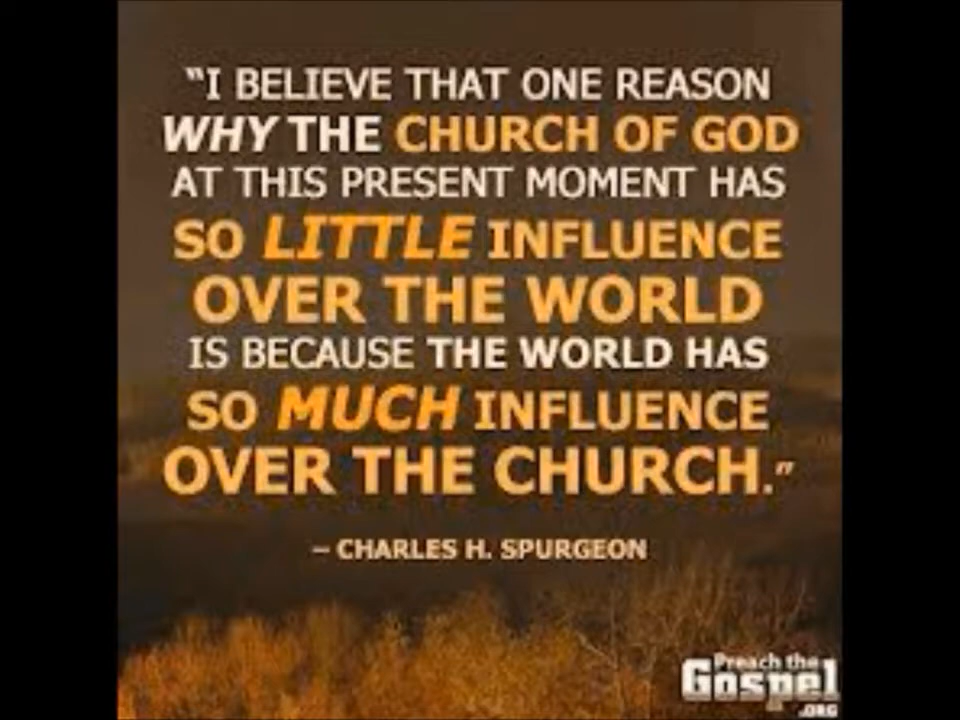 “I BELIEVE THAT ONE REASON
WHY THE CHURCH OF GOD
AT THIS PRESENT MOMENT HAS
SO LITTLE INFLUENCE
OVER THE WORLD
IS BECAUSE THE WORLD HAS
SO MUCH INFLUENCE
OVER THE CHURCH.”
– CHARLES H. SPURGEON
Preach the
Gospel
.ORG